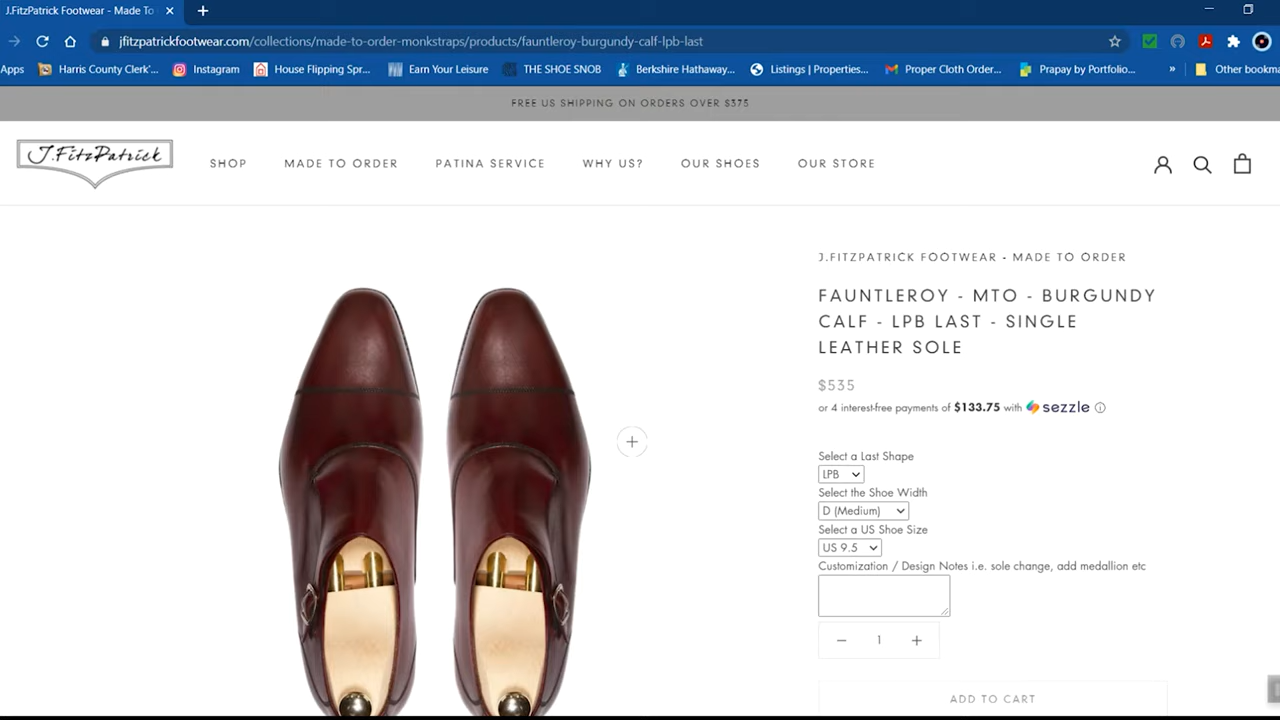 J.FitzPatrick Footwear - Made To
jfitzpatrickfootwear.com/collections/made-to-order-monkstraps/products/fauntleroy-burgundy-calf-lpb-last
Apps Harris County Clerk'... Instagram House Flipping Spr... Earn Your Leisure THE SHOE SNOB Berkshire Hathaway... Listings | Properties... Proper Cloth Order... Prapay by Portfolio... » Other bookma
FREE US SHIPPING ON ORDERS OVER $375
J.FitzPatrick
SHOP MADE TO ORDER PATINA SERVICE WHY US? OUR SHOES OUR STORE
J.FITZPATRICK FOOTWEAR - MADE TO ORDER
FAUNTLEROY - MTO - BURGUNDY
CALF - LPB LAST - SINGLE
LEATHER SOLE
$535
or 4 interest-free payments of $133.75 with sezzle
Select a Last Shape
LPB
Select the Shoe Width
D (Medium)
Select a US Shoe Size
US 9.5
Customization / Design Notes i.e. sole change, add medallion etc
− 1 +
ADD TO CART